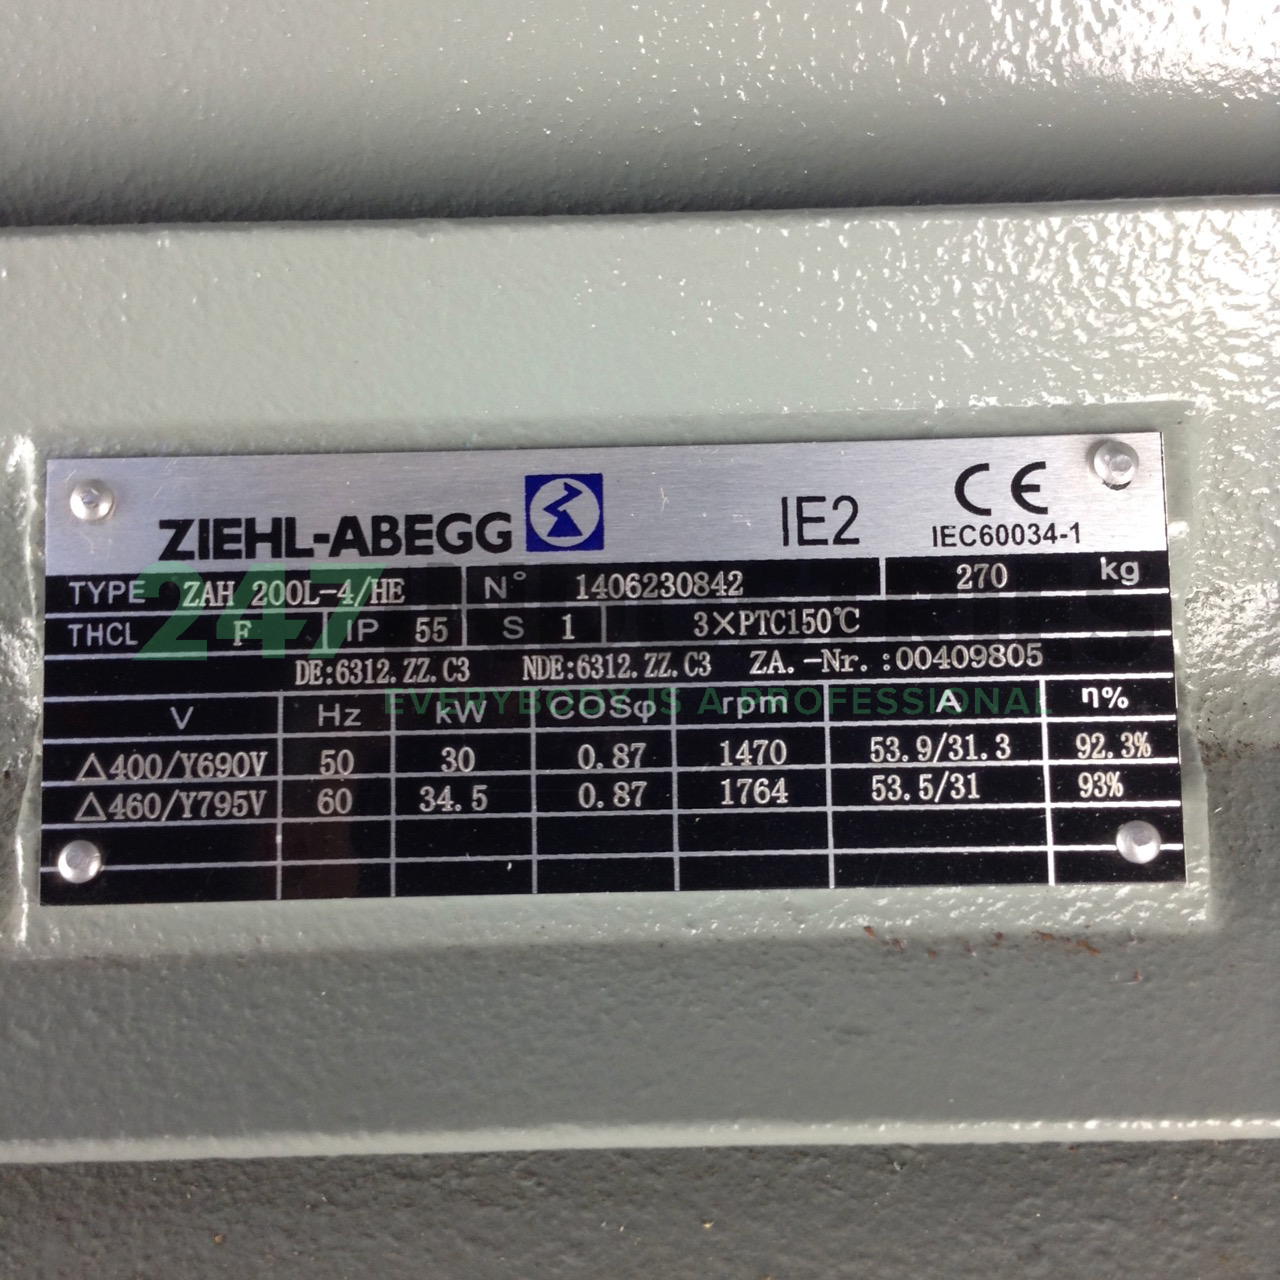 ZIEHL-ABEGG IE2 CE
IEC60034-1
TYPE ZAH 200L-4/HE N° 1406230842 270 kg
THCL F IP 55 S 1 3×PTC150℃
DE:6312.ZZ.C3 NDE:6312.ZZ.C3 ZA.-Nr.:00409805
V Hz kW COSφ rpm A η%
△400/Y690V 50 30 0.87 1470 53.9/31.3 92.3%
△460/Y795V 60 34.5 0.87 1764 53.5/31 93%
247
EVERYBODY IS A PROFESSIONAL